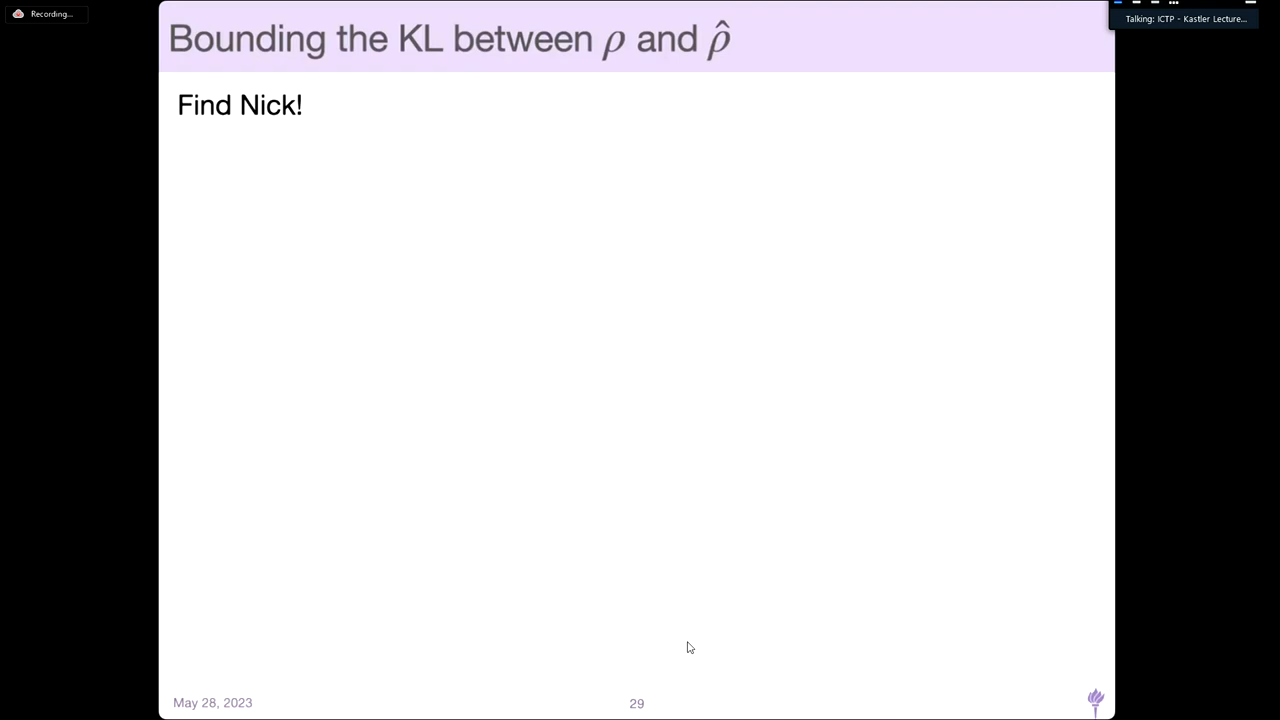 Recording...
Talking: ICTP - Kastler Lecture...
Bounding the KL between ρ and ρ̂
Find Nick!
May 28, 2023
29